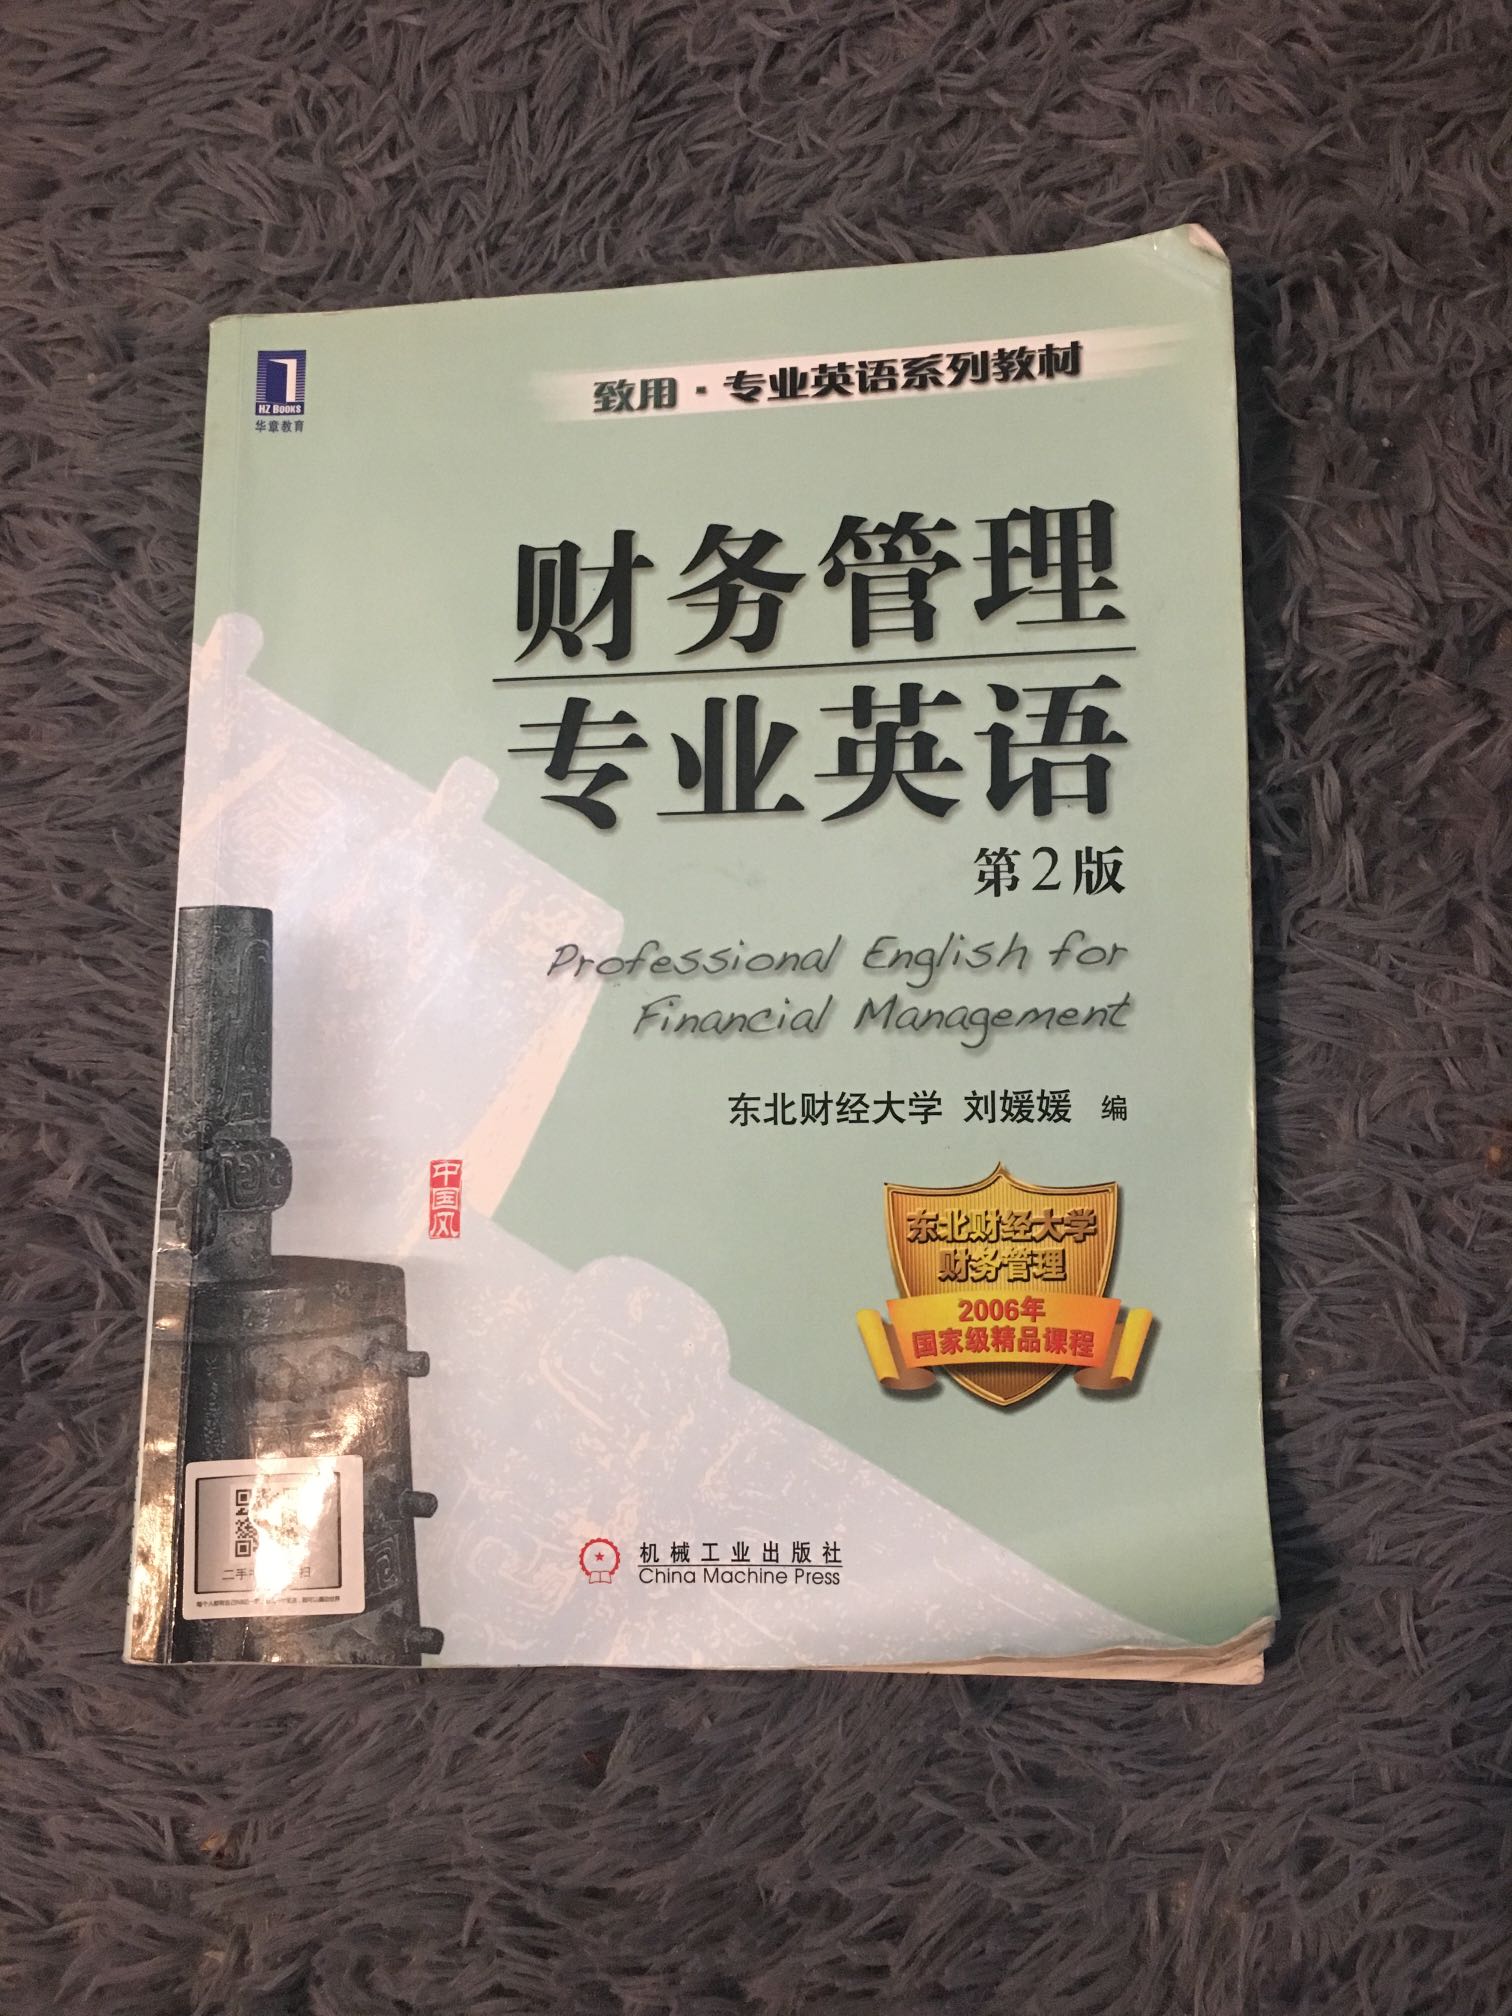 HZ BOOKS
华章教育
致用·专业英语系列教材
财务管理
专业英语
第2版
Professional English for
Financial Management
东北财经大学 刘媛媛 编
中国风
东北财经大学
财务管理
2006年
国家级精品课程
机械工业出版社
China Machine Press
二手
扫